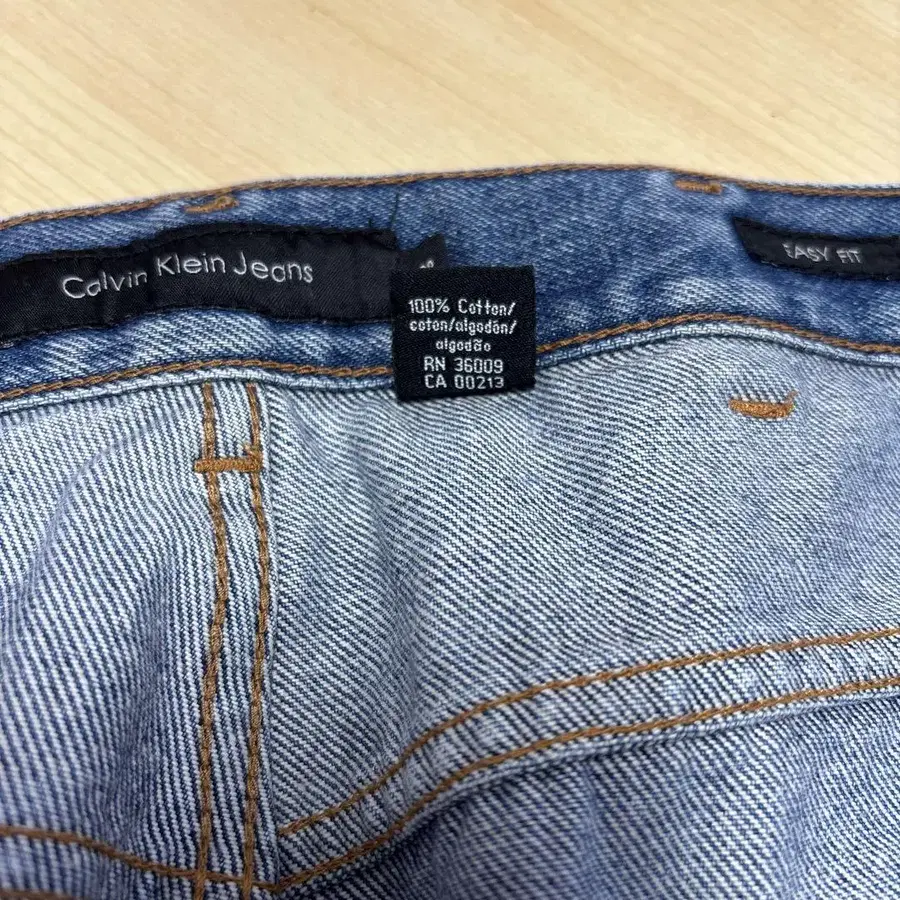 Calvin Klein Jeans
EASY FIT
100% Cotton/
coton/algodón/
algodão
RN 36009
CA 00213